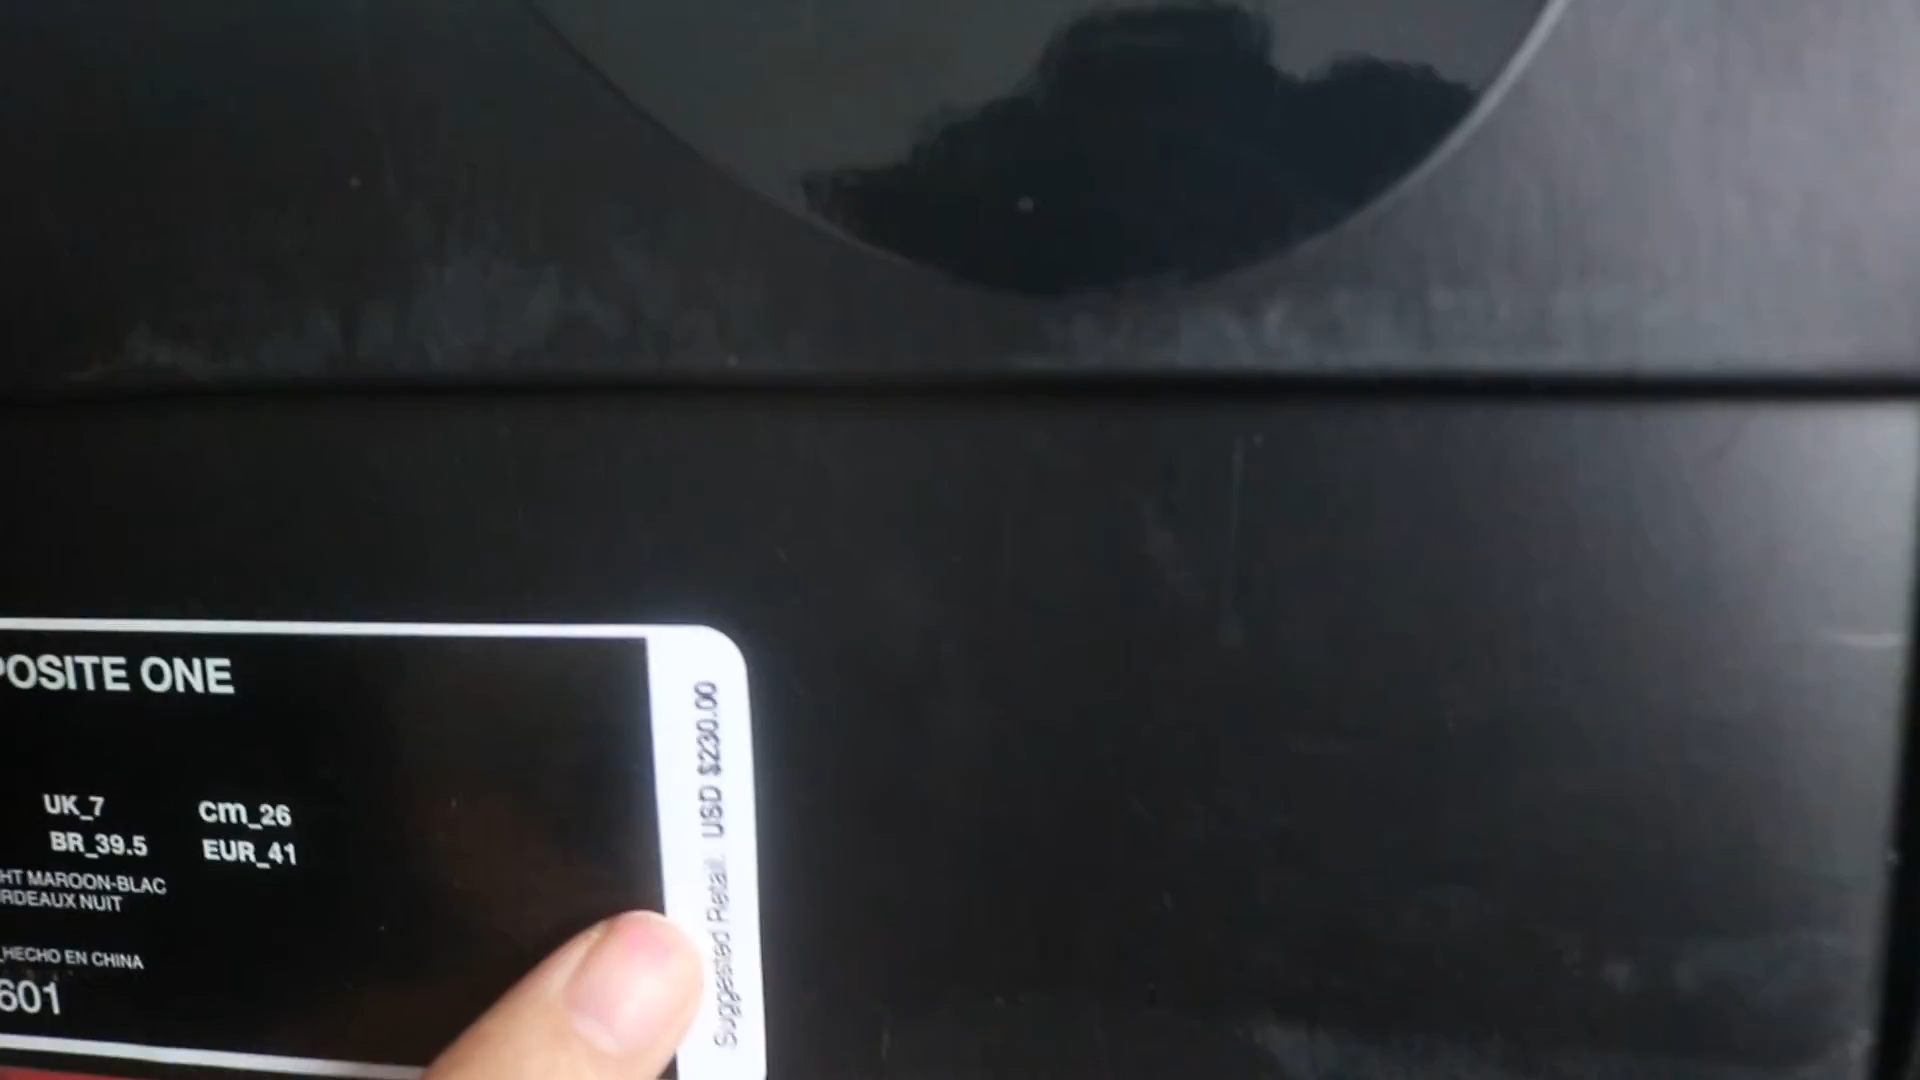 POSITE ONE
UK_7 cm_26
BR_39.5 EUR_41
HT MAROON-BLAC
RDEAUX NUIT
HECHO EN CHINA
601
Suggested Retail. USD $230.00